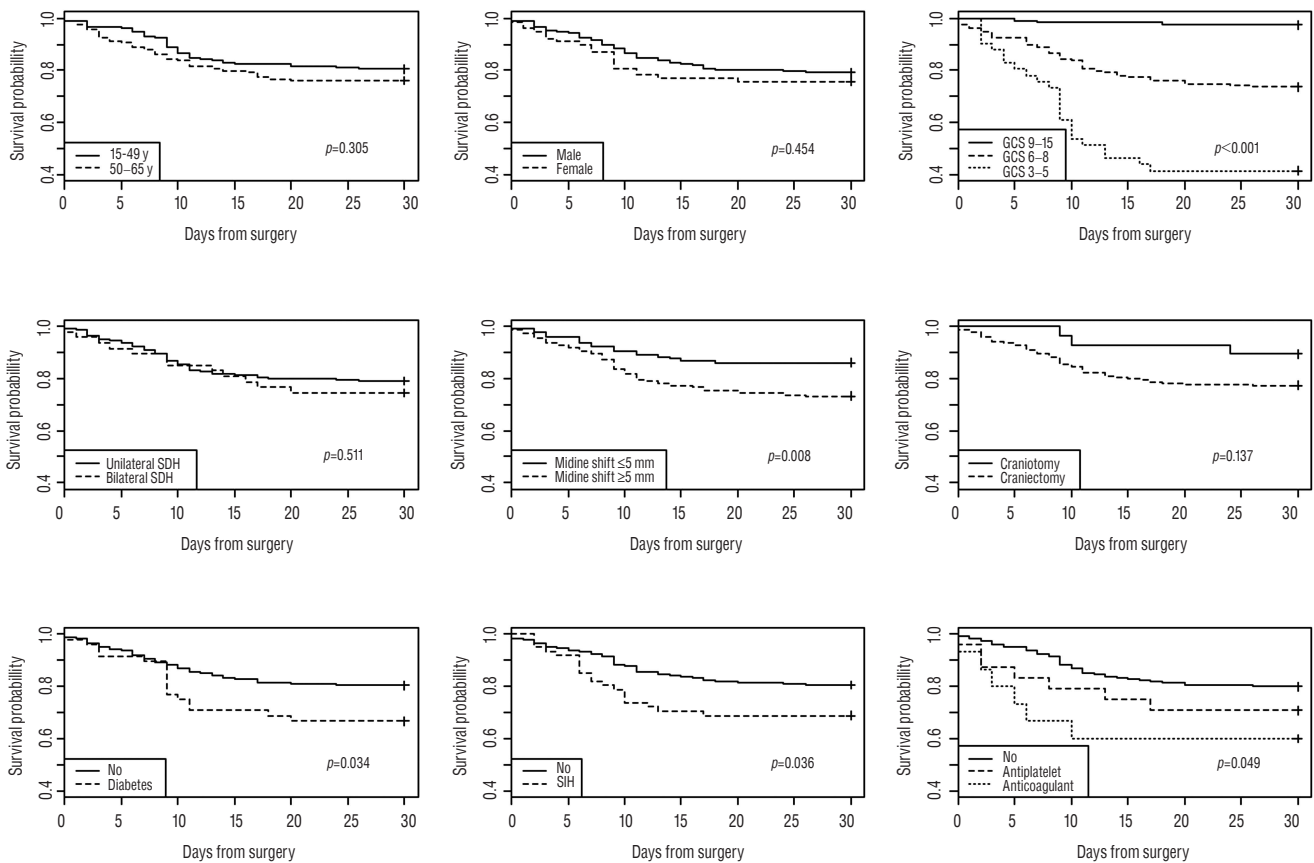 Survival probabillity
1.0
0.8
0.6
0.4
15-49 y
50–65 y
p=0.305
0 5 10 15 20 25 30
Days from surgery
Survival probabillity
1.0
0.8
0.6
0.4
Male
Female
p=0.454
0 5 10 15 20 25 30
Days from surgery
Survival probabillity
1.0
0.8
0.6
0.4
GCS 9–15
GCS 6–8
GCS 3–5
p<0.001
0 5 10 15 20 25 30
Days from surgery
Survival probabillity
1.0
0.8
0.6
0.4
Unilateral SDH
Bilateral SDH
p=0.511
0 5 10 15 20 25 30
Days from surgery
Survival probabillity
1.0
0.8
0.6
0.4
Midine shift ≤5 mm
Midine shift ≥5 mm
p=0.008
0 5 10 15 20 25 30
Days from surgery
Survival probabillity
1.0
0.8
0.6
0.4
Craniotomy
Craniectomy
p=0.137
0 5 10 15 20 25 30
Days from surgery
Survival probabillity
1.0
0.8
0.6
0.4
No
Diabetes
p=0.034
0 5 10 15 20 25 30
Days from surgery
Survival probabillity
1.0
0.8
0.6
0.4
No
SIH
p=0.036
0 5 10 15 20 25 30
Days from surgery
Survival probabillity
1.0
0.8
0.6
0.4
No
Antiplatelet
Anticoagulant
p=0.049
0 5 10 15 20 25 30
Days from surgery